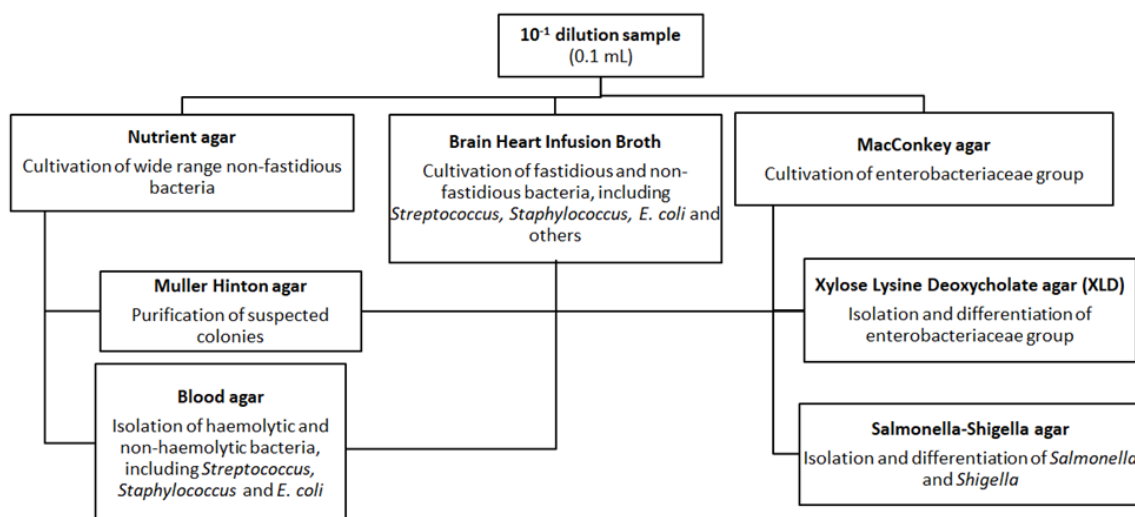 10⁻¹ dilution sample
(0.1 mL)
Nutrient agar
Cultivation of wide range non-fastidious
bacteria
Brain Heart Infusion Broth
Cultivation of fastidious and non-
fastidious bacteria, including
Streptococcus, Staphylococcus, E. coli and
others
MacConkey agar
Cultivation of enterobacteriaceae group
Muller Hinton agar
Purification of suspected
colonies
Xylose Lysine Deoxycholate agar (XLD)
Isolation and differentiation of
enterobacteriaceae group
Blood agar
Isolation of haemolytic and
non-haemolytic bacteria,
including Streptococcus,
Staphylococcus and E. coli
Salmonella-Shigella agar
Isolation and differentiation of Salmonella
and Shigella